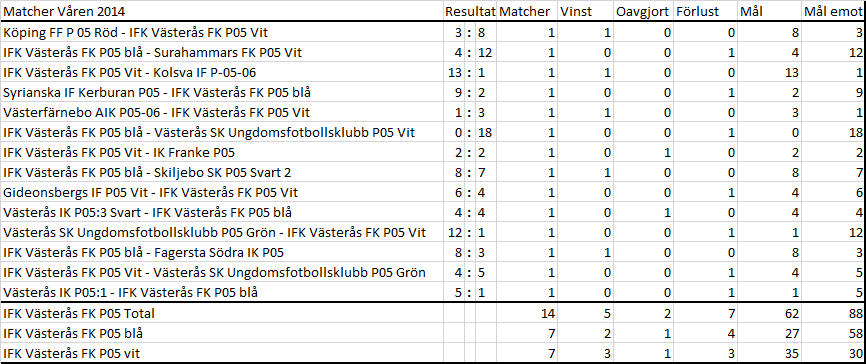 Matcher Våren 2014 Resultat Matcher Vinst Oavgjort Förlust Mål Mål emot
Köping FF P 05 Röd - IFK Västerås FK P05 Vit 3 : 8 1 1 0 0 8 3
IFK Västerås FK P05 blå - Surahammars FK P05 Vit 4 : 12 1 0 0 1 4 12
IFK Västerås FK P05 Vit - Kolsva IF P-05-06 13 : 1 1 1 0 0 13 1
Syrianska IF Kerburan P05 - IFK Västerås FK P05 blå 9 : 2 1 0 0 1 2 9
Västerfärnebo AIK P05-06 - IFK Västerås FK P05 Vit 1 : 3 1 1 0 0 3 1
IFK Västerås FK P05 blå - Västerås SK Ungdomsfotbollsklubb P05 Vit 0 : 18 1 0 0 1 0 18
IFK Västerås FK P05 Vit - IK Franke P05 2 : 2 1 0 1 0 2 2
IFK Västerås FK P05 blå - Skiljebo SK P05 Svart 2 8 : 7 1 1 0 0 8 7
Gideonsbergs IF P05 Vit - IFK Västerås FK P05 Vit 6 : 4 1 0 0 1 4 6
Västerås IK P05:3 Svart - IFK Västerås FK P05 blå 4 : 4 1 0 1 0 4 4
Västerås SK Ungdomsfotbollsklubb P05 Grön - IFK Västerås FK P05 Vit 12 : 1 1 0 0 1 1 12
IFK Västerås FK P05 blå - Fagersta Södra IK P05 8 : 3 1 1 0 0 8 3
IFK Västerås FK P05 Vit - Västerås SK Ungdomsfotbollsklubb P05 Grön 4 : 5 1 0 0 1 4 5
Västerås IK P05:1 - IFK Västerås FK P05 blå 5 : 1 1 0 0 1 1 5
IFK Västerås FK P05 Total 14 5 2 7 62 88
IFK Västerås FK P05 blå 7 2 1 4 27 58
IFK Västerås FK P05 vit 7 3 1 3 35 30